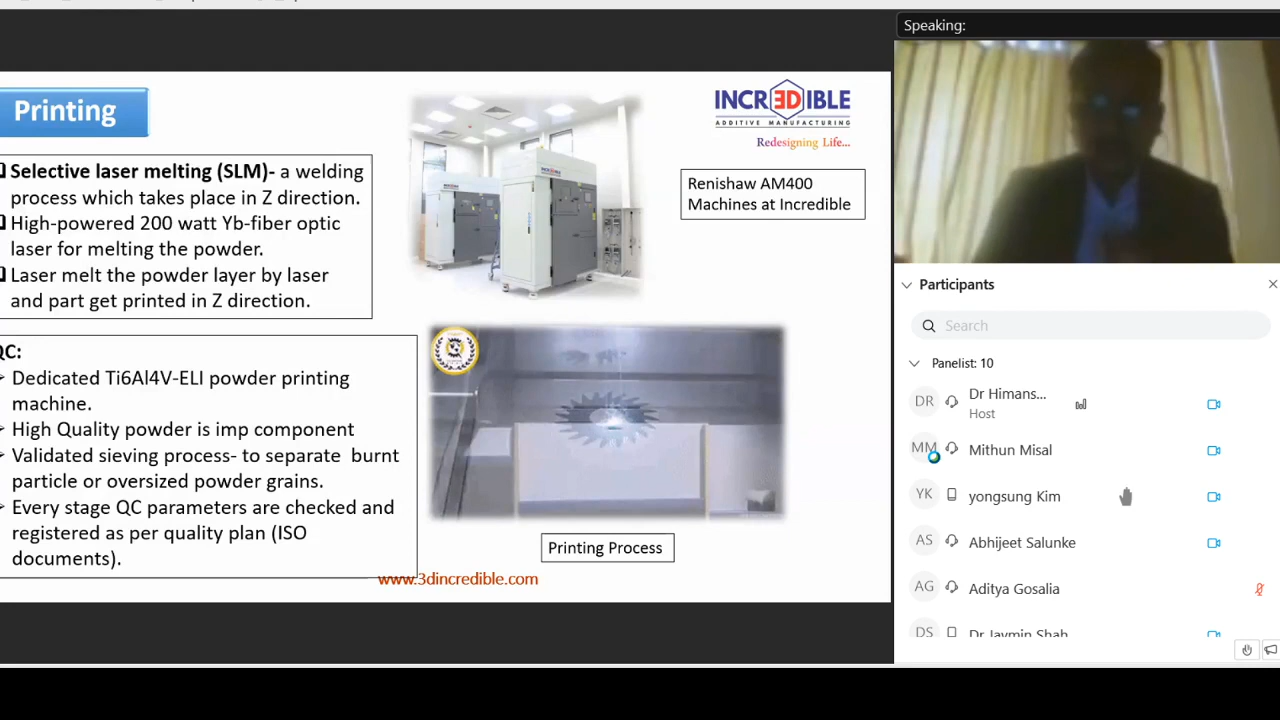 Speaking:
Printing
INCR3DIBLE
ADDITIVE MANUFACTURING
Redesigning Life...
Selective laser melting (SLM)- a welding
process which takes place in Z direction.
High-powered 200 watt Yb-fiber optic
laser for melting the powder.
Laser melt the powder layer by laser
and part get printed in Z direction.
Renishaw AM400
Machines at Incredible
QC:
Dedicated Ti6Al4V-ELI powder printing
machine.
High Quality powder is imp component
Validated sieving process- to separate burnt
particle or oversized powder grains.
Every stage QC parameters are checked and
registered as per quality plan (ISO
documents).
Printing Process
www.3dincredible.com
Participants
Search
Panelist: 10
DR Dr Himans...
Host
MM Mithun Misal
YK yongsung Kim
AS Abhijeet Salunke
AG Aditya Gosalia
DS Dr Jaymin Shah